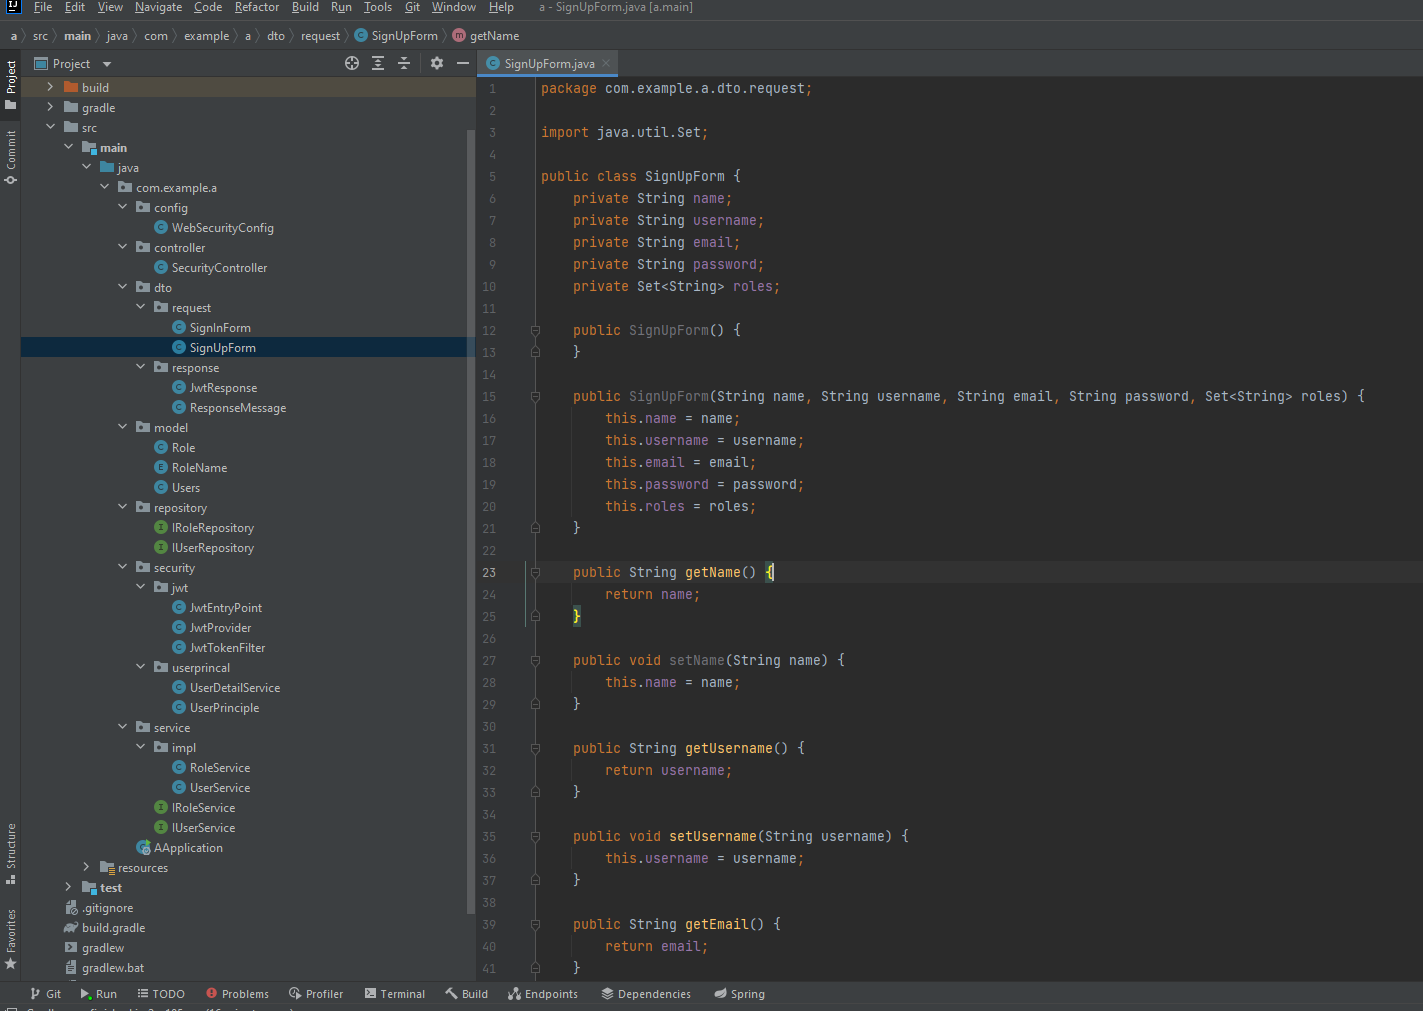 File Edit View Navigate Code Refactor Build Run Tools Git Window Help a - SignUpForm.java [a.main]
a src main java com example a dto request SignUpForm getName
Project
Commit
Structure
Favorites
Project
build
gradle
src
main
java
com.example.a
config
WebSecurityConfig
controller
SecurityController
dto
request
SignInForm
SignUpForm
response
JwtResponse
ResponseMessage
model
Role
RoleName
Users
repository
IRoleRepository
IUserRepository
security
jwt
JwtEntryPoint
JwtProvider
JwtTokenFilter
userprincal
UserDetailService
UserPrinciple
service
impl
RoleService
UserService
IRoleService
IUserService
AApplication
resources
test
.gitignore
build.gradle
gradlew
gradlew.bat
SignUpForm.java
1 package com.example.a.dto.request;
2
3 import java.util.Set;
4
5 public class SignUpForm {
6 private String name;
7 private String username;
8 private String email;
9 private String password;
10 private Set<String> roles;
11
12 public SignUpForm() {
13 }
14
15 public SignUpForm(String name, String username, String email, String password, Set<String> roles) {
16 this.name = name;
17 this.username = username;
18 this.email = email;
19 this.password = password;
20 this.roles = roles;
21 }
22
23 public String getName() {
24 return name;
25 }
26
27 public void setName(String name) {
28 this.name = name;
29 }
30
31 public String getUsername() {
32 return username;
33 }
34
35 public void setUsername(String username) {
36 this.username = username;
37 }
38
39 public String getEmail() {
40 return email;
41 }
Git Run TODO Problems Profiler Terminal Build Endpoints Dependencies Spring